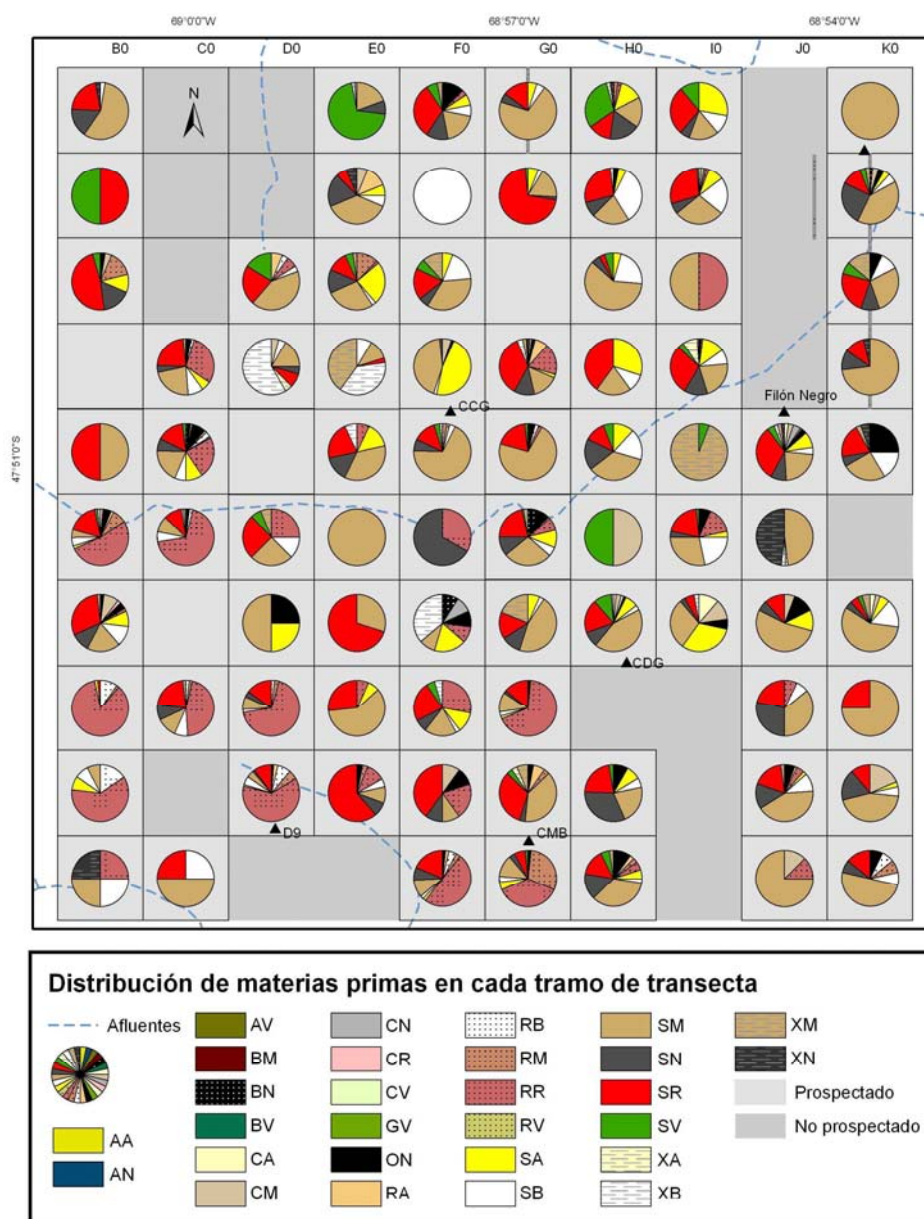 69°0'0"W 68°57'0"W 68°54'0"W
B0 C0 D0 E0 F0 G0 H0 I0 J0 K0
N
CCG
Filón Negro
47°51'0"S
CDG
D9
CMB
Distribución de materias primas en cada tramo de transecta
Afluentes
AA
AN
AV
BM
BN
BV
CA
CM
CN
CR
CV
GV
ON
RA
RB
RM
RR
RV
SA
SB
SM
SN
SR
SV
XA
XB
XM
XN
Prospectado
No prospectado